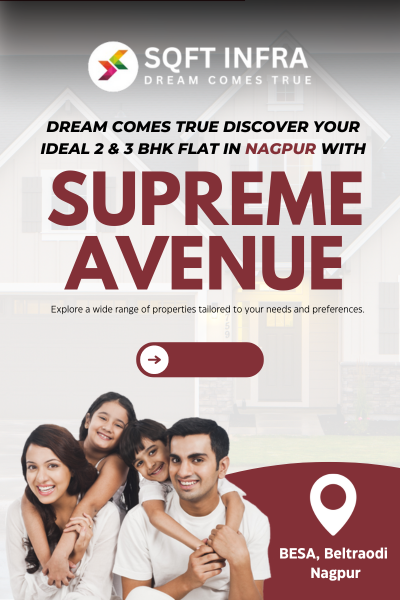 SQFT INFRA
DREAM COMES TRUE
DREAM COMES TRUE DISCOVER YOUR
IDEAL 2 & 3 BHK FLAT IN NAGPUR WITH
SUPREME
AVENUE
Explore a wide range of properties tailored to your needs and preferences.
BESA, Beltraodi
Nagpur